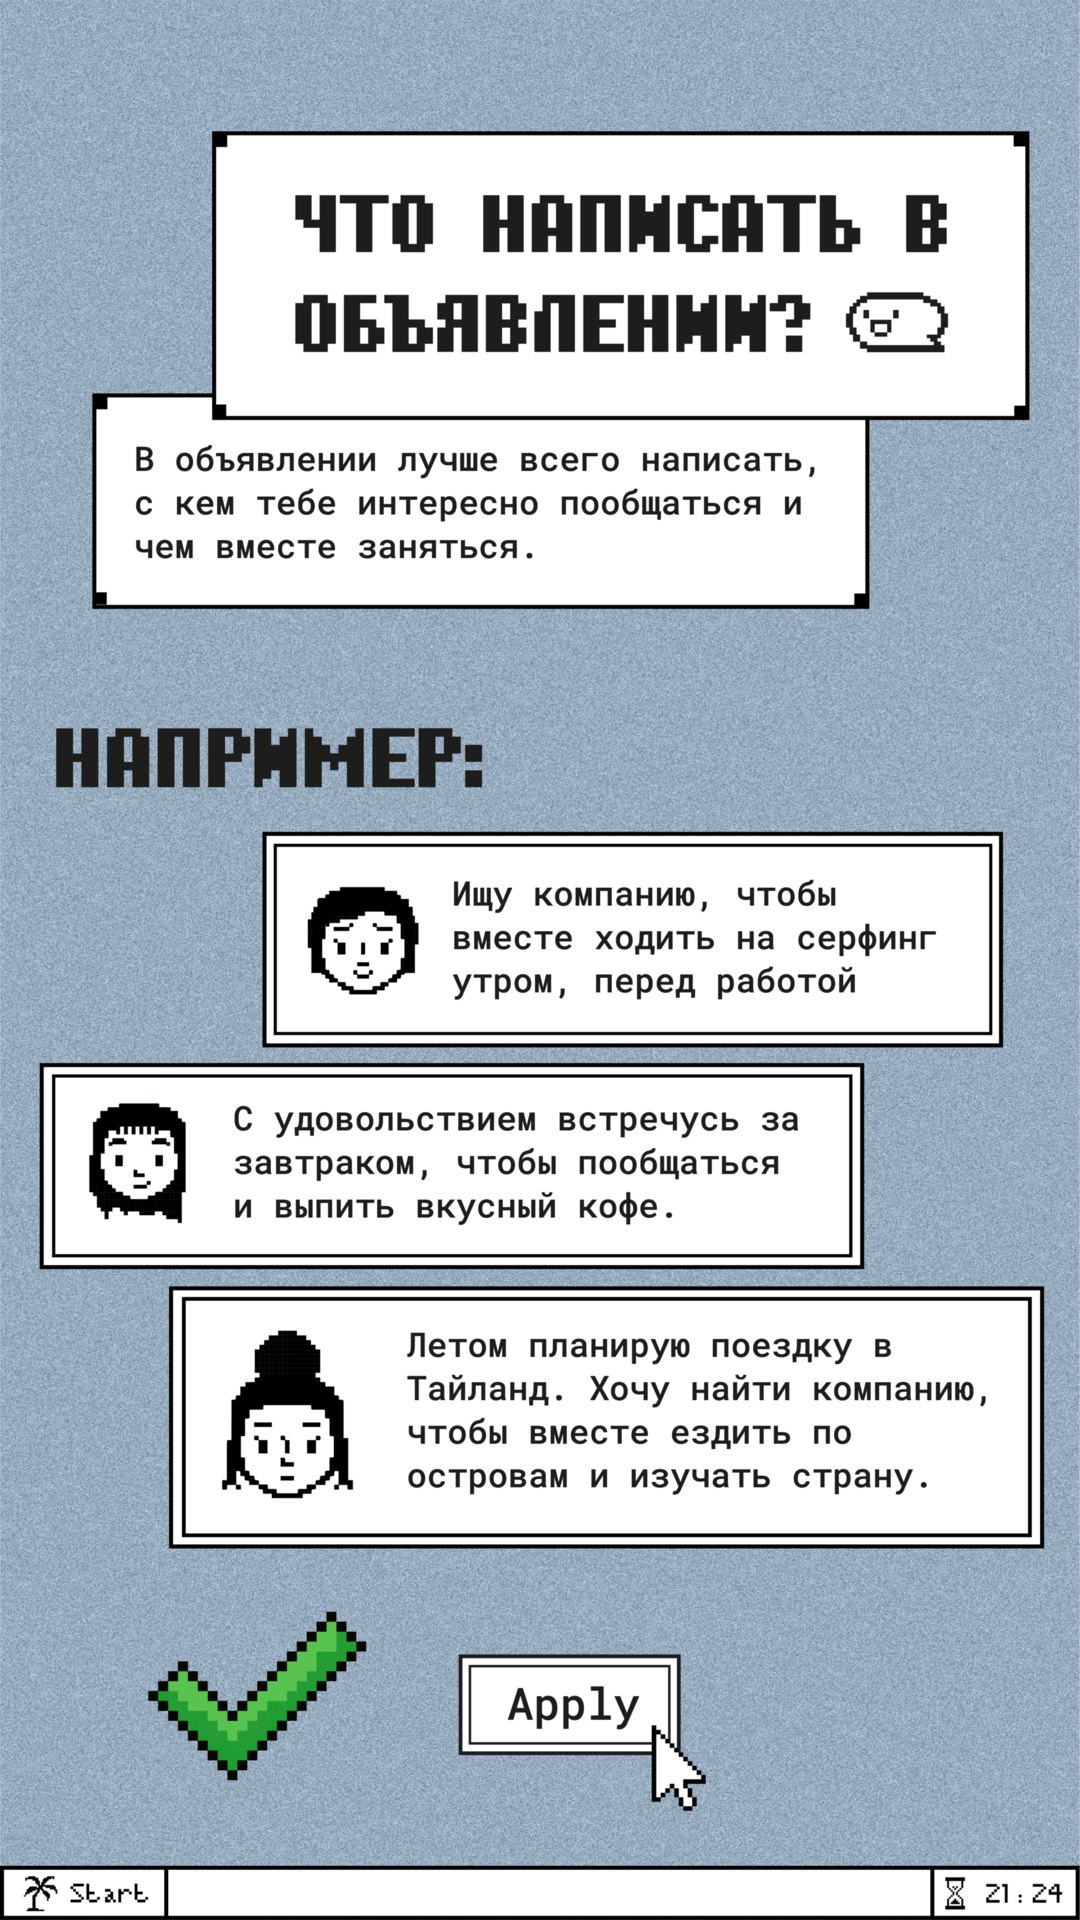 ЧТО НАПИСАТЬ В
ОБЪЯВЛЕНИИ?
В объявлении лучше всего написать,
с кем тебе интересно пообщаться и
чем вместе заняться.
НАПРИМЕР:
Ищу компанию, чтобы
вместе ходить на серфинг
утром, перед работой
С удовольствием встречусь за
завтраком, чтобы пообщаться
и выпить вкусный кофе.
Летом планирую поездку в
Тайланд. Хочу найти компанию,
чтобы вместе ездить по
островам и изучать страну.
Apply
Start
21:24